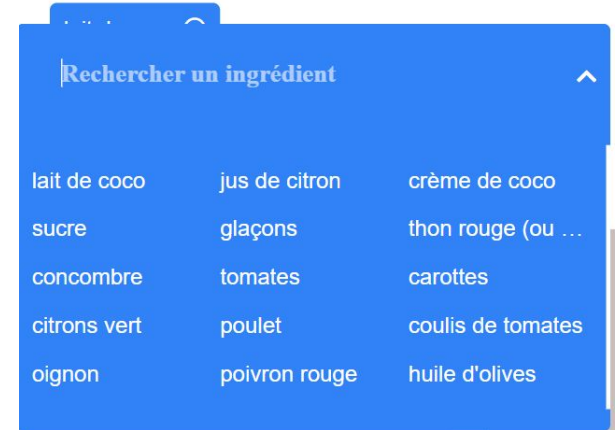 Rechercher un ingrédient
lait de coco jus de citron crème de coco
sucre glaçons thon rouge (ou …
concombre tomates carottes
citrons vert poulet coulis de tomates
oignon poivron rouge huile d'olives